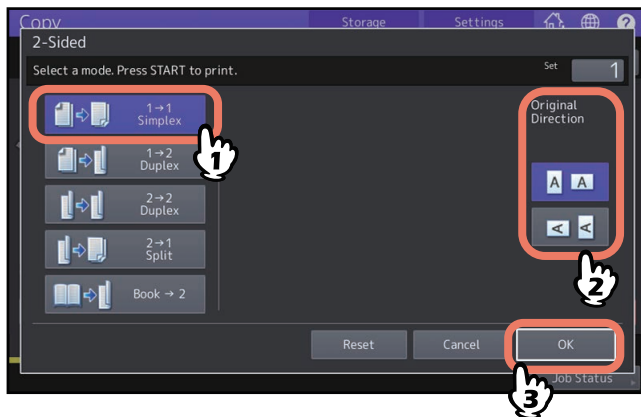 Copy
Storage
Settings
?
2-Sided
Select a mode. Press START to print.
Set
1
1→1
Simplex
1
Original
Direction
1→2
Duplex
A A
2→2
Duplex
A A
2
2→1
Split
Book → 2
Reset
Cancel
OK
Job Status
3